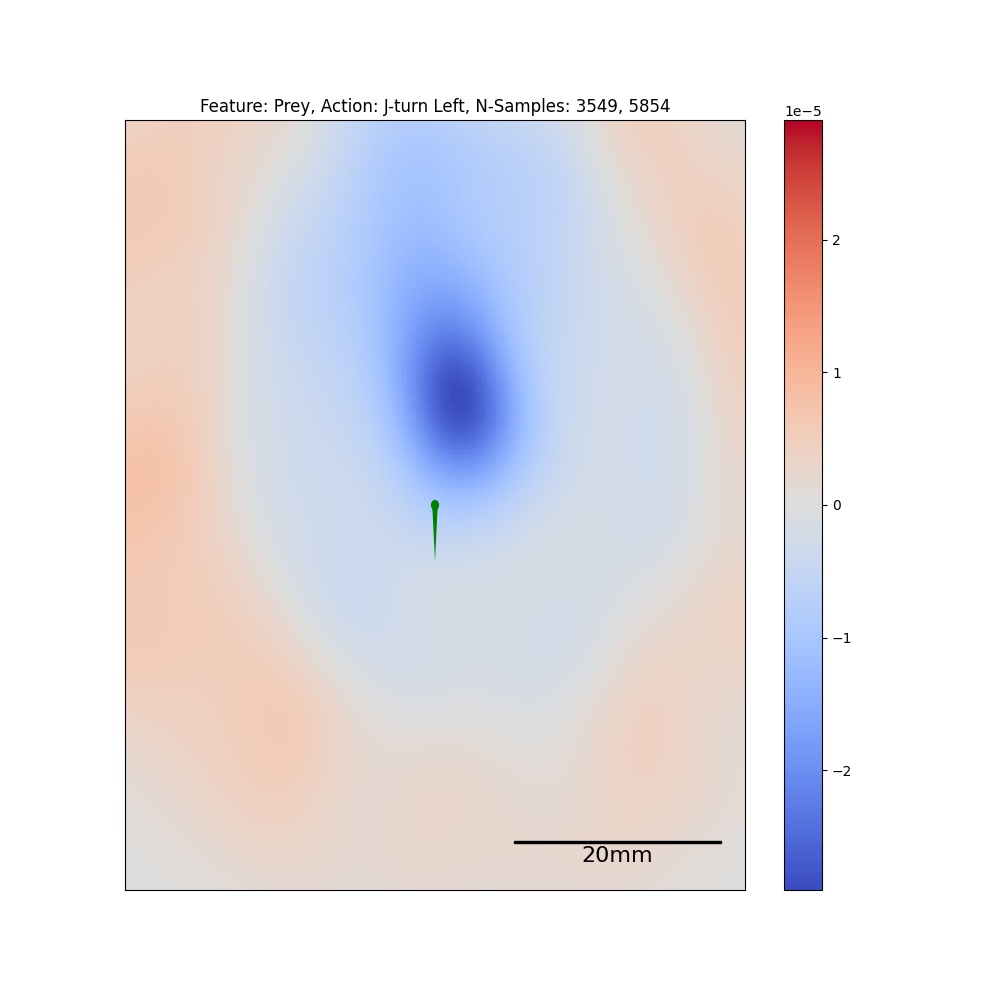 Feature: Prey, Action: J-turn Left, N-Samples: 3549, 5854
1e−5
2
1
0
−1
−2
20mm